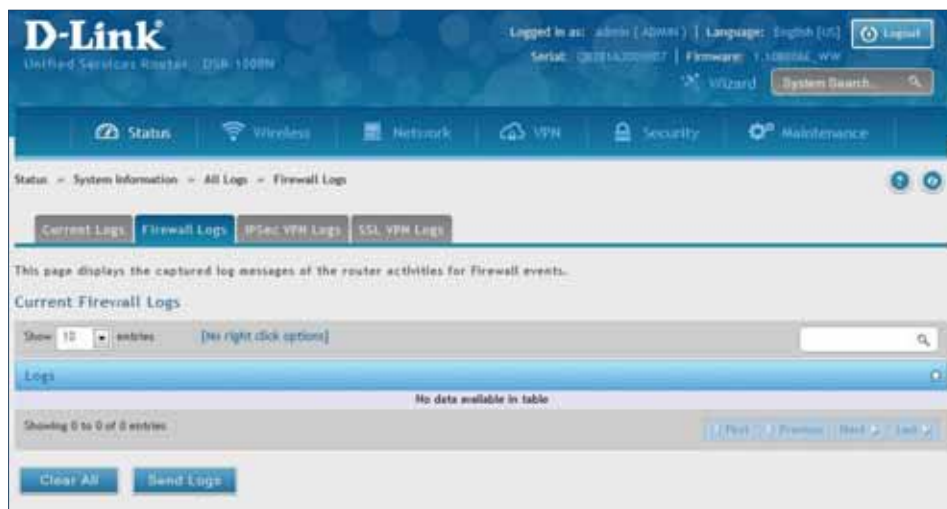 D-Link
Unified Services Router - DSR-1000N
Logged in as: admin ( ADMIN ) | Language: English [US]
Logout
Serial: | Firmware:
Wizard
System Search...
Status
Wireless
Network
VPN
Security
Maintenance
Status » System Information » All Logs » Firewall Logs
Current Logs
Firewall Logs
IPSec VPN Logs
SSL VPN Logs
This page displays the captured log messages of the router activities for Firewall events.
Current Firewall Logs
Show 10 entries [No right click options]
Logs
No data available in table
Showing 0 to 0 of 0 entries
First Previous Next Last
Clear All
Send Logs